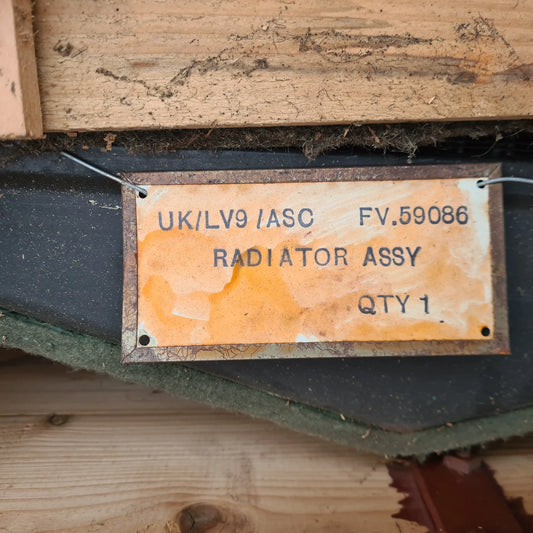 UK/LV9/ASC FV.59086
RADIATOR ASSY
QTY 1